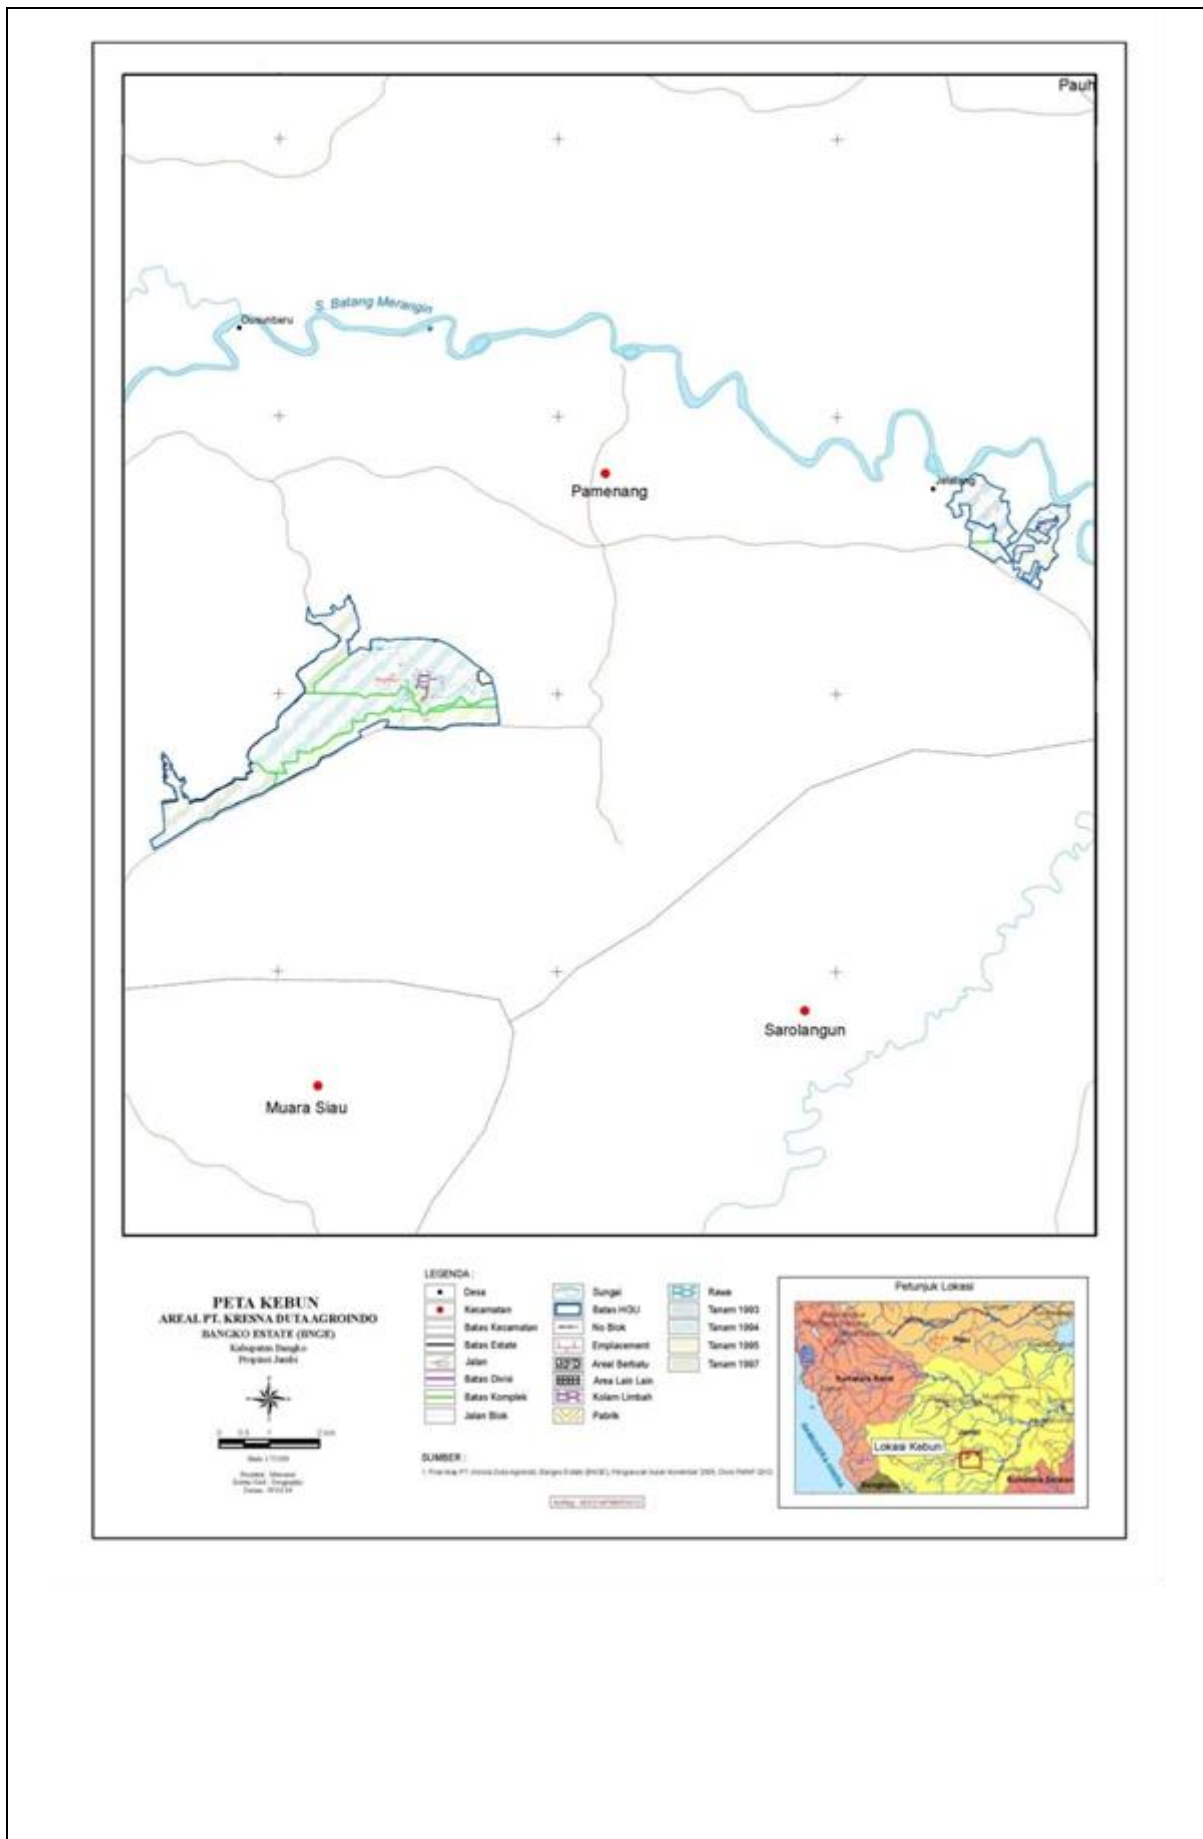 Pauh
S. Batang Merangin
Dusunbaru
Jelatang
Pamenang
Sarolangun
Muara Siau
PETA KEBUN
AREAL PT. KRESNA DUTA AGROINDO
BANGKO ESTATE (BNGE)
Kabupaten Bangko
Propinsi Jambi
LEGENDA :
Desa
Kecamatan
Batas Kecamatan
Batas Estate
Jalan
Batas Divisi
Batas Komplek
Jalan Blok
Sungai
Batas HGU
No Blok
Emplacement
Areal Berbatu
Area Lain Lain
Kolam Limbah
Pabrik
Rawa
Tanam 1993
Tanam 1994
Tanam 1995
Tanam 1997
SUMBER :
Petunjuk Lokasi
Riau
Sumatera Barat
Jambi
Lokasi Kebun
Bengkulu
Sumatera Selatan